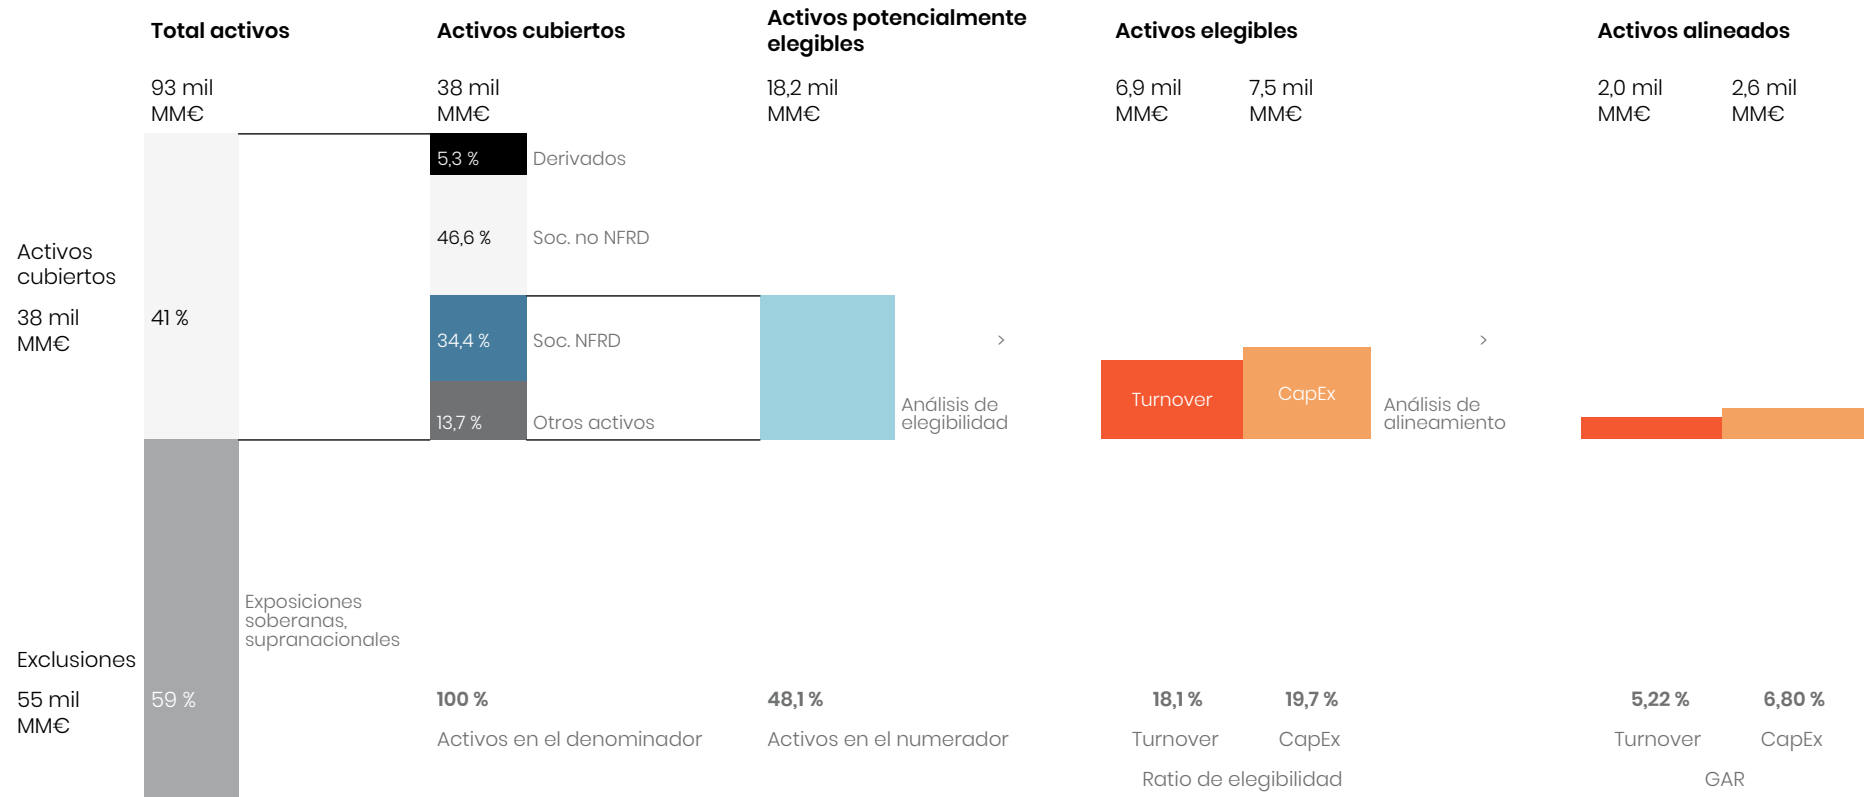 Total activos
93 mil
MM€
Activos cubiertos
38 mil
MM€
Activos potencialmente
elegibles
18,2 mil
MM€
Activos elegibles
6,9 mil
MM€
7,5 mil
MM€
Activos alineados
2,0 mil
MM€
2,6 mil
MM€
Activos
cubiertos
38 mil
MM€
41 %
5,3 %
Derivados
46,6 %
Soc. no NFRD
34,4 %
Soc. NFRD
13,7 %
Otros activos
>
Análisis de
elegibilidad
Turnover
CapEx
>
Análisis de
alineamiento
Exposiciones
soberanas,
supranacionales
Exclusiones
55 mil
MM€
59 %
100 %
Activos en el denominador
48,1 %
Activos en el numerador
18,1 %
Turnover
19,7 %
CapEx
Ratio de elegibilidad
5,22 %
Turnover
6,80 %
CapEx
GAR